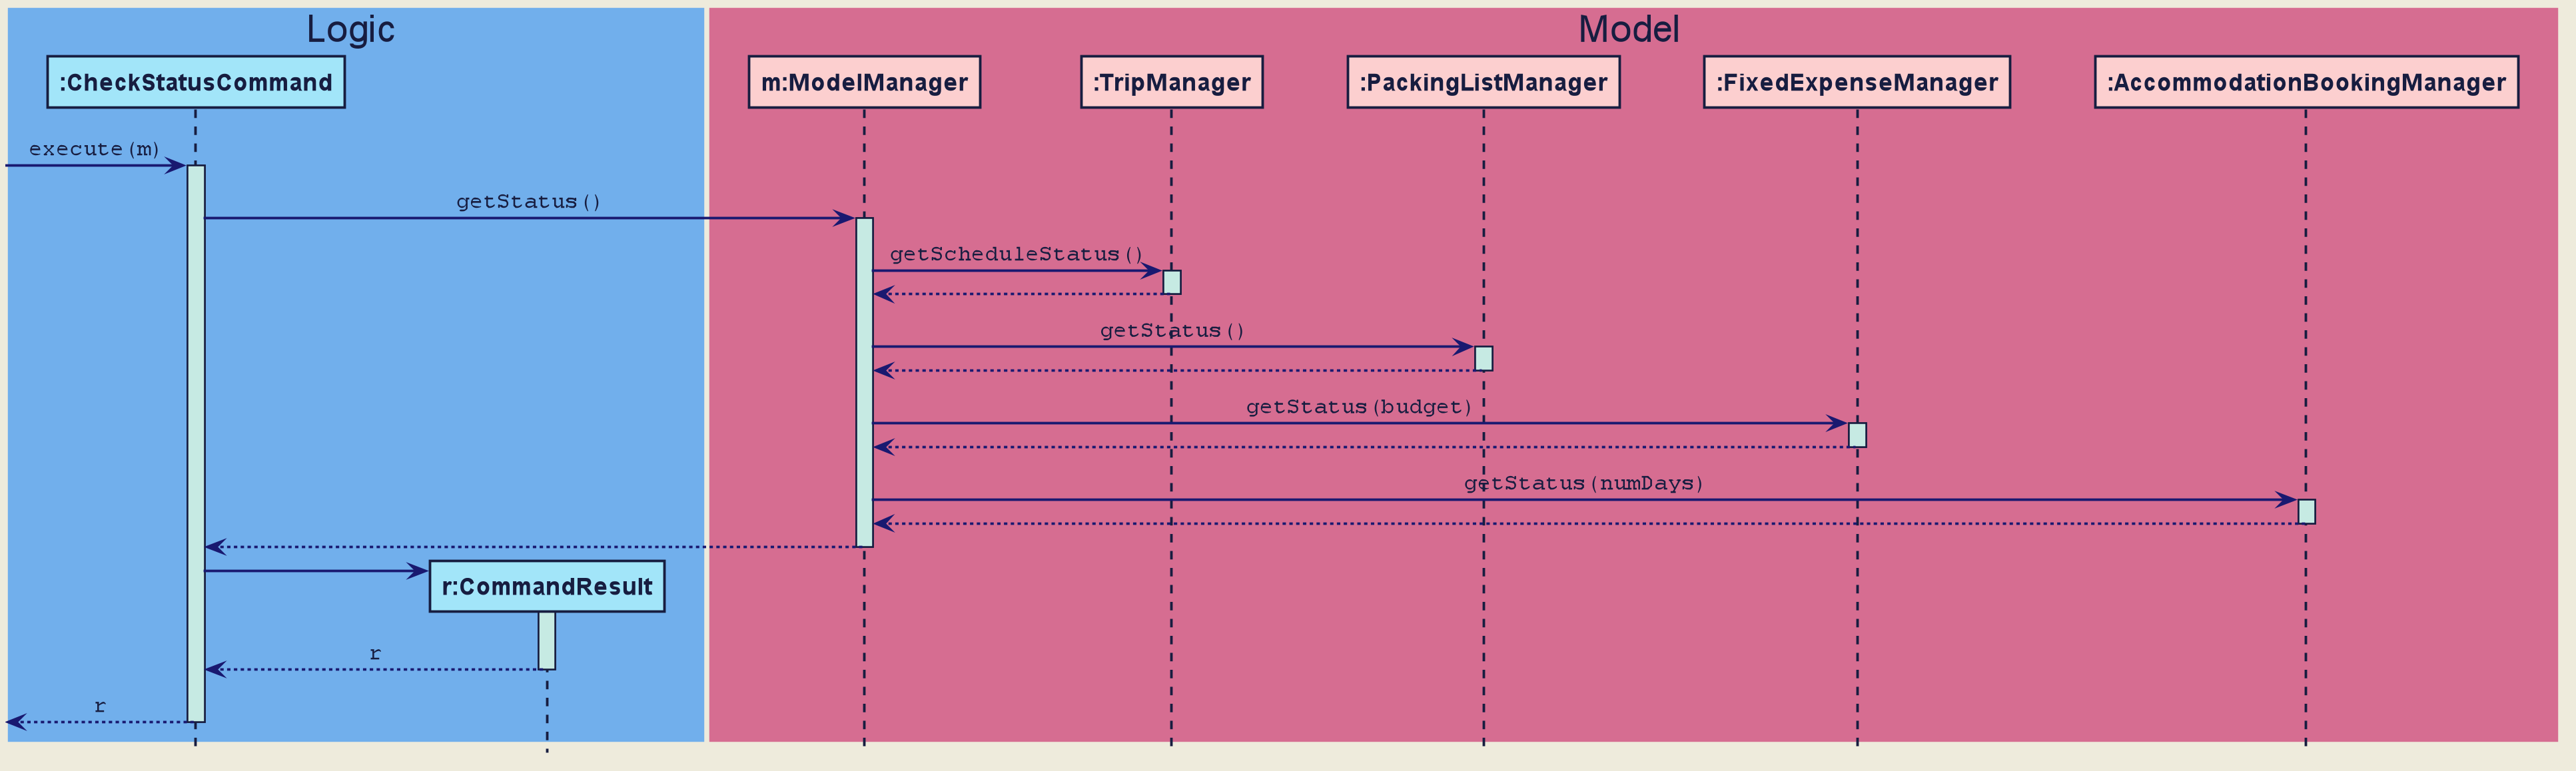 Logic
Model
:CheckStatusCommand
m:ModelManager
:TripManager
:PackingListManager
:FixedExpenseManager
:AccommodationBookingManager
execute(m)
getStatus()
getScheduleStatus()
getStatus()
getStatus(budget)
getStatus(numDays)
r:CommandResult
r
r